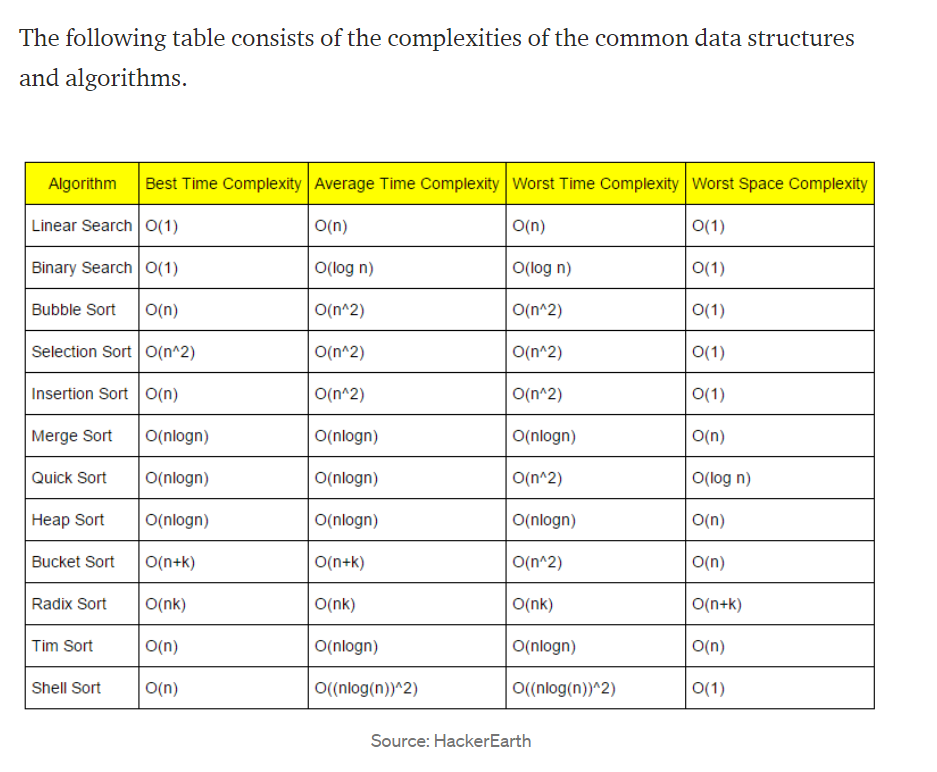 The following table consists of the complexities of the common data structures
and algorithms.
Algorithm Best Time Complexity Average Time Complexity Worst Time Complexity Worst Space Complexity
Linear Search O(1) O(n) O(n) O(1)
Binary Search O(1) O(log n) O(log n) O(1)
Bubble Sort O(n) O(n^2) O(n^2) O(1)
Selection Sort O(n^2) O(n^2) O(n^2) O(1)
Insertion Sort O(n) O(n^2) O(n^2) O(1)
Merge Sort O(nlogn) O(nlogn) O(nlogn) O(n)
Quick Sort O(nlogn) O(nlogn) O(n^2) O(log n)
Heap Sort O(nlogn) O(nlogn) O(nlogn) O(n)
Bucket Sort O(n+k) O(n+k) O(n^2) O(n)
Radix Sort O(nk) O(nk) O(nk) O(n+k)
Tim Sort O(n) O(nlogn) O(nlogn) O(n)
Shell Sort O(n) O((nlog(n))^2) O((nlog(n))^2) O(1)
Source: HackerEarth